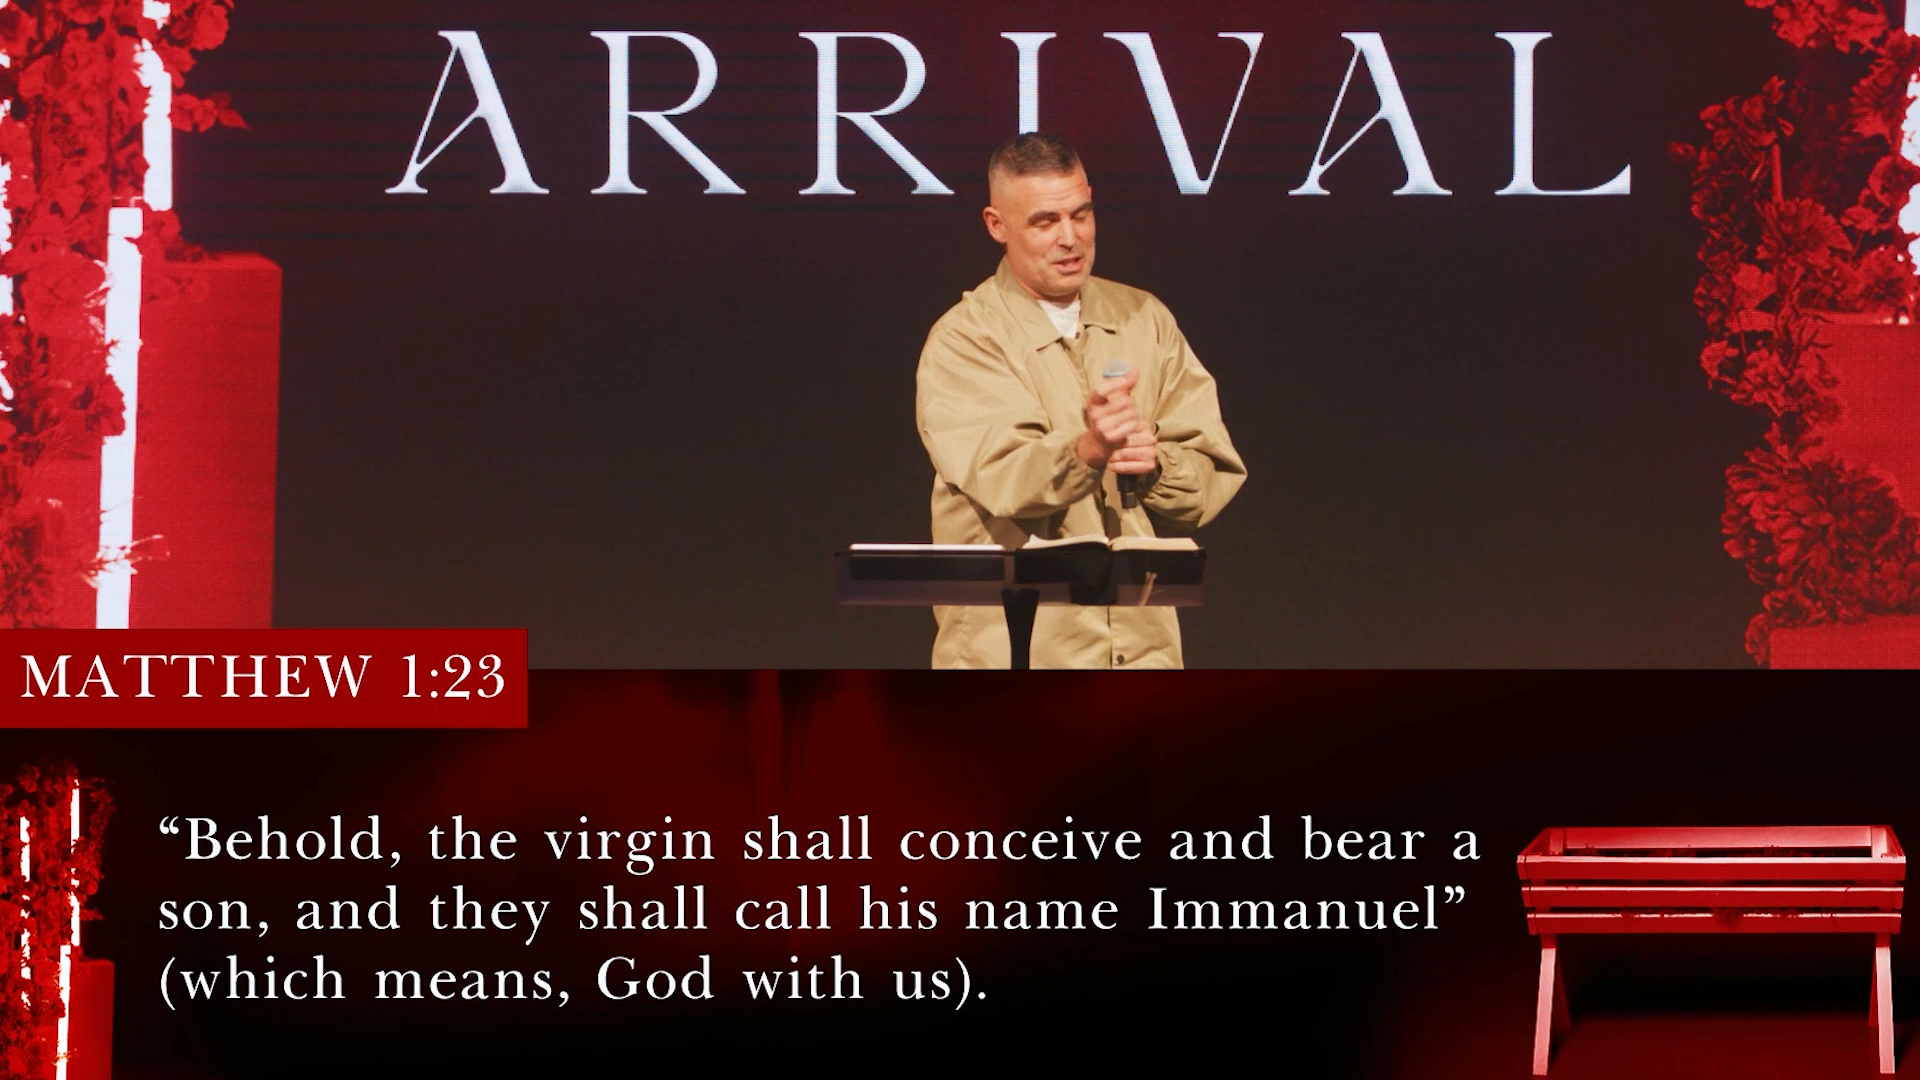 ARRIVAL
MATTHEW 1:23
“Behold, the virgin shall conceive and bear a
son, and they shall call his name Immanuel”
(which means, God with us).